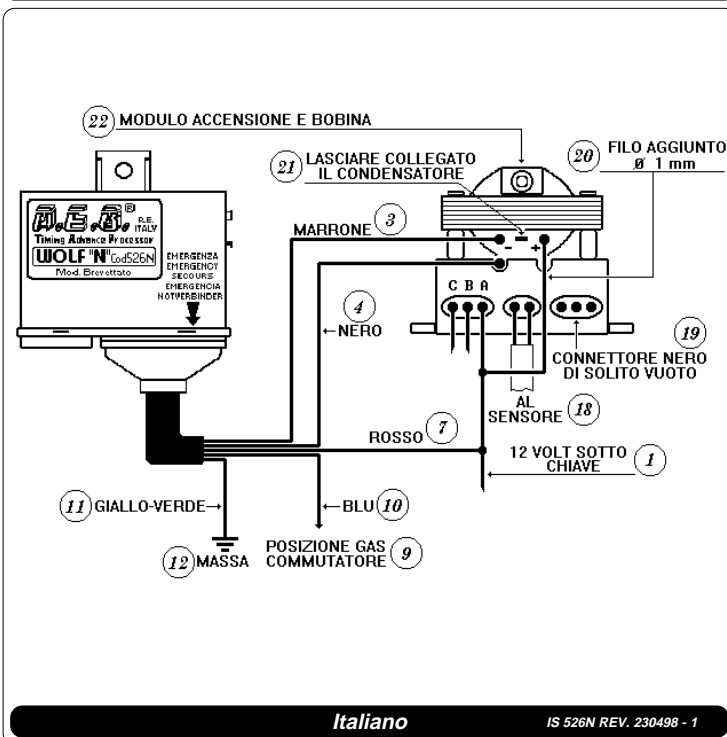 22 MODULO ACCENSIONE E BOBINA
21 LASCIARE COLLEGATO
IL CONDENSATORE
20 FILO AGGIUNTO
Ø 1 mm
A.E.B.®
R.E.
ITALY
Timing Advance Processor
WOLF "N" Cod526N
Mod. Brevettato
EMERGENZA
EMERGENCY
SECOURS
EMERGENCIA
NOTVERBINDER
MARRONE 3
- +
C B A
4
NERO
19
CONNETTORE NERO
DI SOLITO VUOTO
AL
SENSORE 18
ROSSO 7
12 VOLT SOTTO
CHIAVE 1
11 GIALLO-VERDE
BLU 10
12 MASSA
POSIZIONE GAS
COMMUTATORE 9
Italiano
IS 526N REV. 230498 - 1